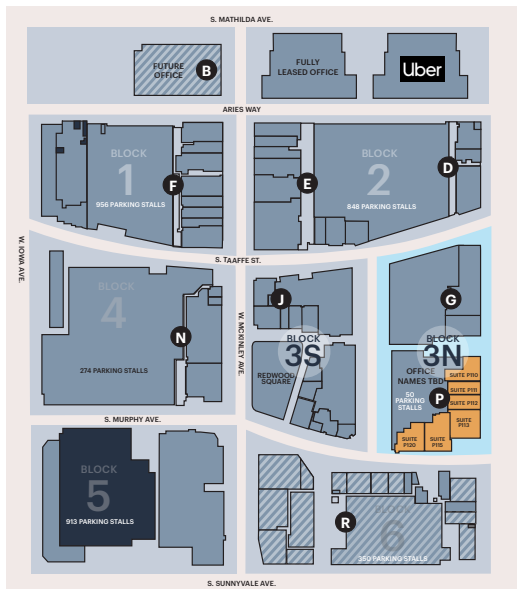 S. MATHILDA AVE.
FUTURE
OFFICE
B
FULLY
LEASED OFFICE
Uber
ARIES WAY
BLOCK
1
956 PARKING STALLS
F
E
BLOCK
2
848 PARKING STALLS
D
W. IOWA AVE.
S. TAAFFE ST.
BLOCK
4
274 PARKING STALLS
N
W. MCKINLEY AVE.
J
BLOCK
3S
REDWOOD
SQUARE
G
BLOCK
3N
OFFICE
NAMES TBD
50
PARKING
STALLS
P
SUITE P110
SUITE P111
SUITE P112
SUITE
P113
SUITE
P120
SUITE
P115
S. MURPHY AVE.
BLOCK
5
913 PARKING STALLS
R
BLOCK
6
350 PARKING STALLS
S. SUNNYVALE AVE.